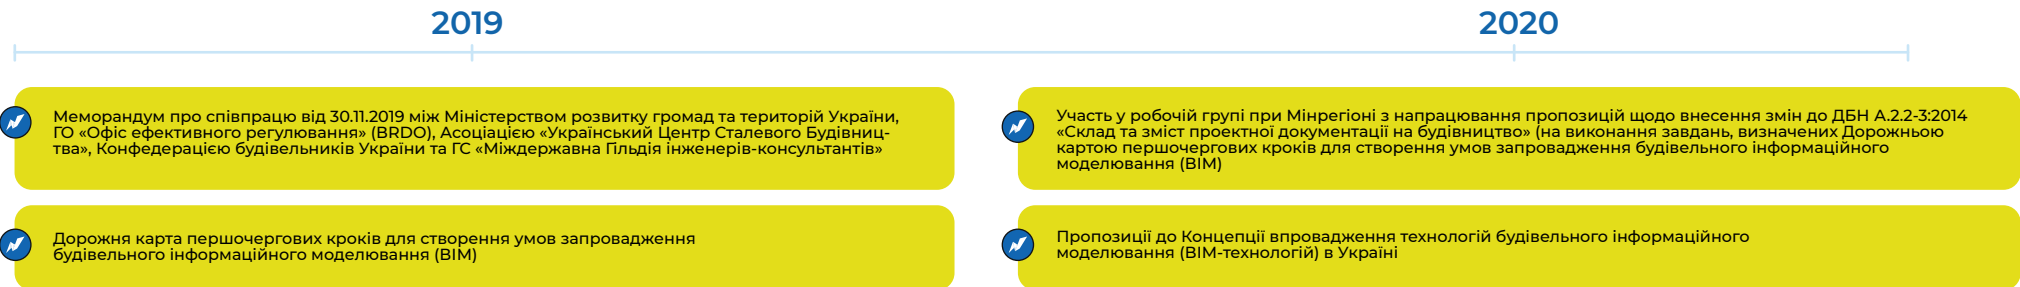 2019
2020
Меморандум про співпрацю від 30.11.2019 між Міністерством розвитку громад та територій України,
ГО «Офіс ефективного регулювання» (BRDO), Асоціацією «Український Центр Сталевого Будівниц-
тва», Конфедерацією будівельників України та ГС «Міждержавна Гільдія інженерів-консультантів»
Дорожня карта першочергових кроків для створення умов запровадження
будівельного інформаційного моделювання (BIM)
Участь у робочій групі при Мінрегіоні з напрацювання пропозицій щодо внесення змін до ДБН А.2.2-3:2014
«Склад та зміст проектної документації на будівництво» (на виконання завдань, визначених Дорожньою
картою першочергових кроків для створення умов запровадження будівельного інформаційного
моделювання (BIM)
Пропозиції до Концепції впровадження технологій будівельного інформаційного
моделювання (BIM-технологій) в Україні